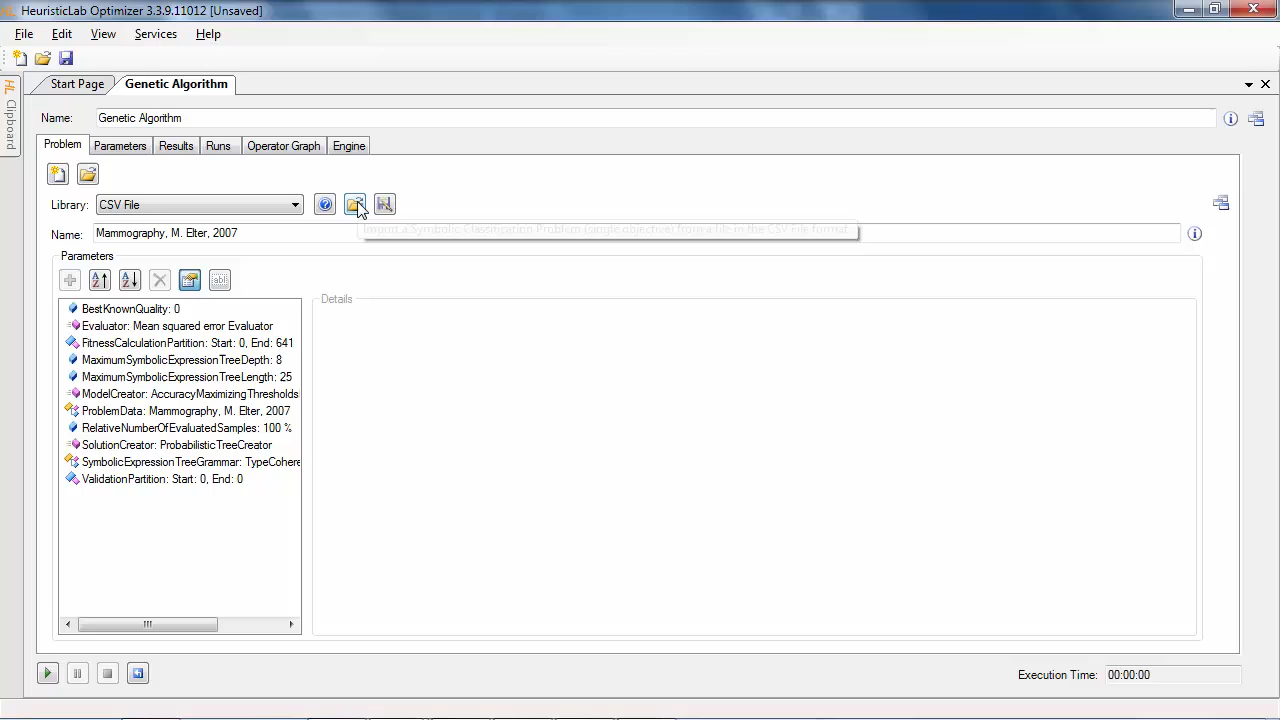 HeuristicLab Optimizer 3.3.9.11012 [Unsaved]
File Edit View Services Help
HL Clipboard
Start Page Genetic Algorithm
Name: Genetic Algorithm
Problem Parameters Results Runs Operator Graph Engine
Library: CSV File
Import a Symbolic Classification Problem (single objective) from a file in the CSV File format.
Name: Mammography, M. Elter, 2007
Parameters
ab|
BestKnownQuality: 0
Evaluator: Mean squared error Evaluator
FitnessCalculationPartition: Start: 0, End: 641
MaximumSymbolicExpressionTreeDepth: 8
MaximumSymbolicExpressionTreeLength: 25
ModelCreator: AccuracyMaximizingThresholds
ProblemData: Mammography, M. Elter, 2007
RelativeNumberOfEvaluatedSamples: 100 %
SolutionCreator: ProbabilisticTreeCreator
SymbolicExpressionTreeGrammar: TypeCohere
ValidationPartition: Start: 0, End: 0
Details
Execution Time: 00:00:00